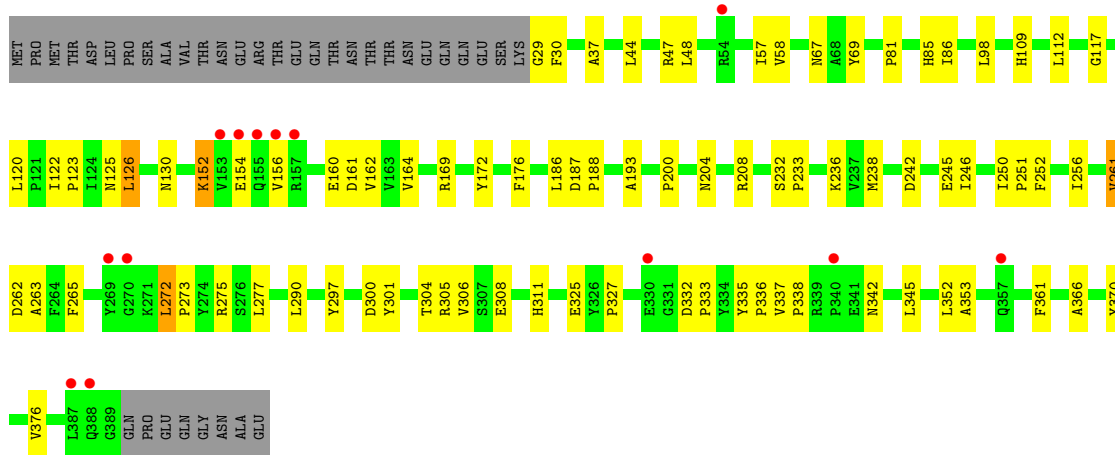 MET PRO MET THR ASP LEU PRO SER ALA VAL THR ASN GLU ARG THR GLU GLN THR ASN THR THR ASN GLU GLN GLN GLU SER LYS G29 F30 A37 L44 R47 L48 R54 I57 V58 N67 A68 Y69 P81 H85 I86 L98 H109 L112 G117
L120 P121 I122 P123 I124 N125 L126 N130 K152 V153 E154 Q155 V156 R157 E160 D161 V162 V163 V164 R169 Y172 F176 L186 D187 P188 A193 P200 N204 R208 S232 P233 K236 V237 M238 D242 E245 I246 I250 P251 F252 I256
D262 A263 F264 F265 Y269 G270 K271 L272 P273 Y274 R275 S276 L277 L290 Y297 D300 Y301 T304 R305 V306 S307 E308 H311 E325 Y326 P327 E330 G331 D332 P333 Y334 Y335 P336 V337 P338 R339 P340 E341 N342 L345 L352 A353 Q357 F361 A366
V376 L387 Q388 G389 GLN PRO GLU GLN GLY ASN ALA GLU